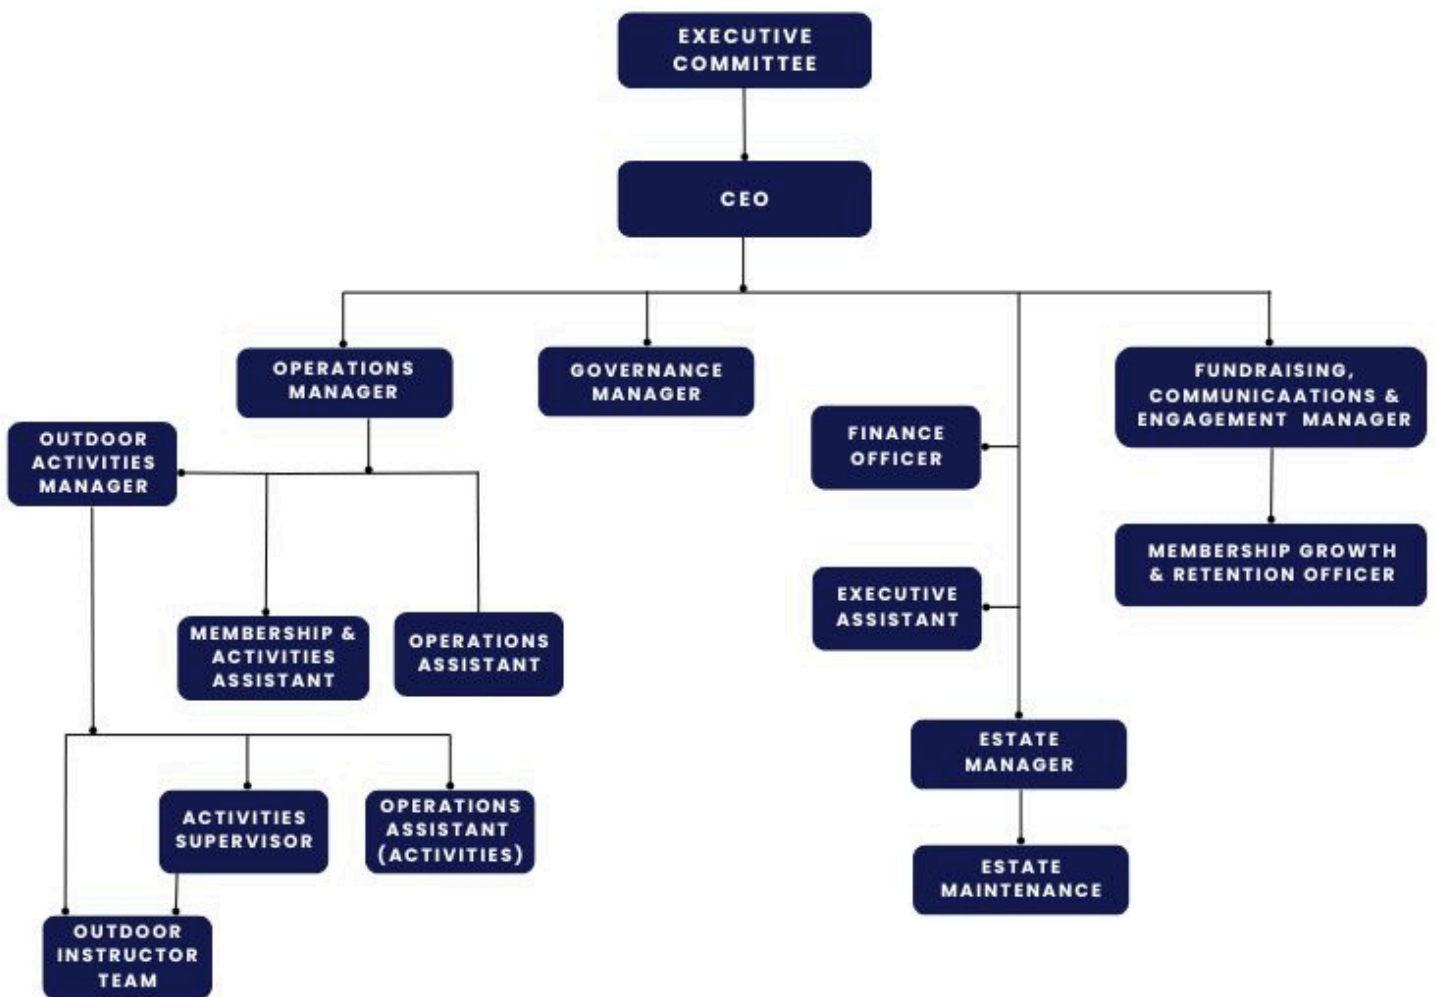 EXECUTIVE
COMMITTEE
CEO
OPERATIONS
MANAGER
GOVERNANCE
MANAGER
FUNDRAISING,
COMMUNICAATIONS &
ENGAGEMENT MANAGER
OUTDOOR
ACTIVITIES
MANAGER
FINANCE
OFFICER
MEMBERSHIP GROWTH
& RETENTION OFFICER
EXECUTIVE
ASSISTANT
MEMBERSHIP &
ACTIVITIES
ASSISTANT
OPERATIONS
ASSISTANT
ESTATE
MANAGER
ACTIVITIES
SUPERVISOR
OPERATIONS
ASSISTANT
(ACTIVITIES)
ESTATE
MAINTENANCE
OUTDOOR
INSTRUCTOR
TEAM